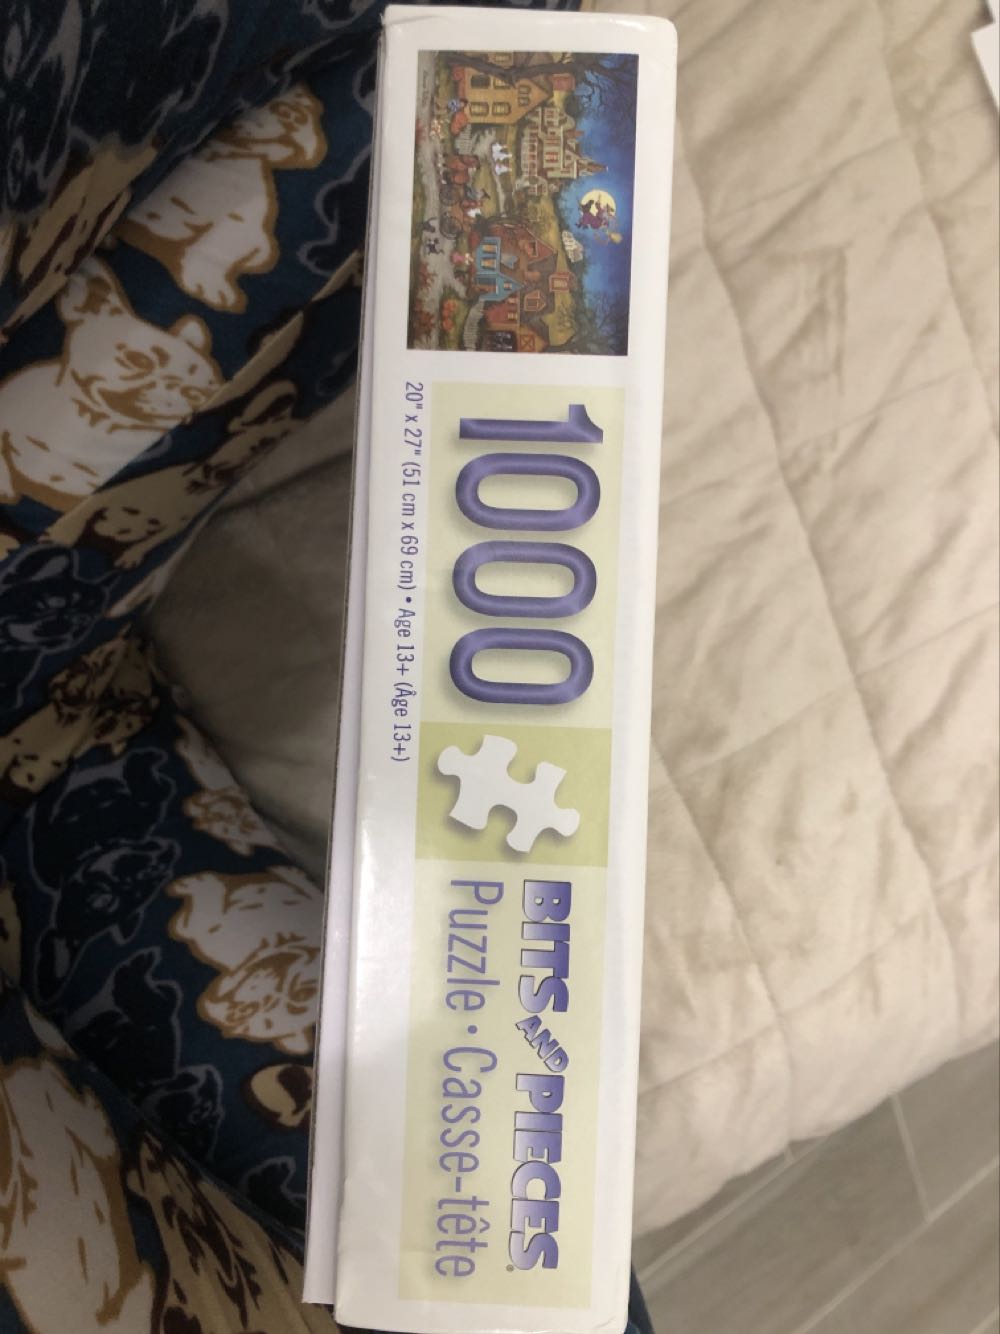 1000
20" x 27" (51 cm x 69 cm) • Age 13+ (Âge 13+)
BITS AND PIECES®
Puzzle • Casse-tête